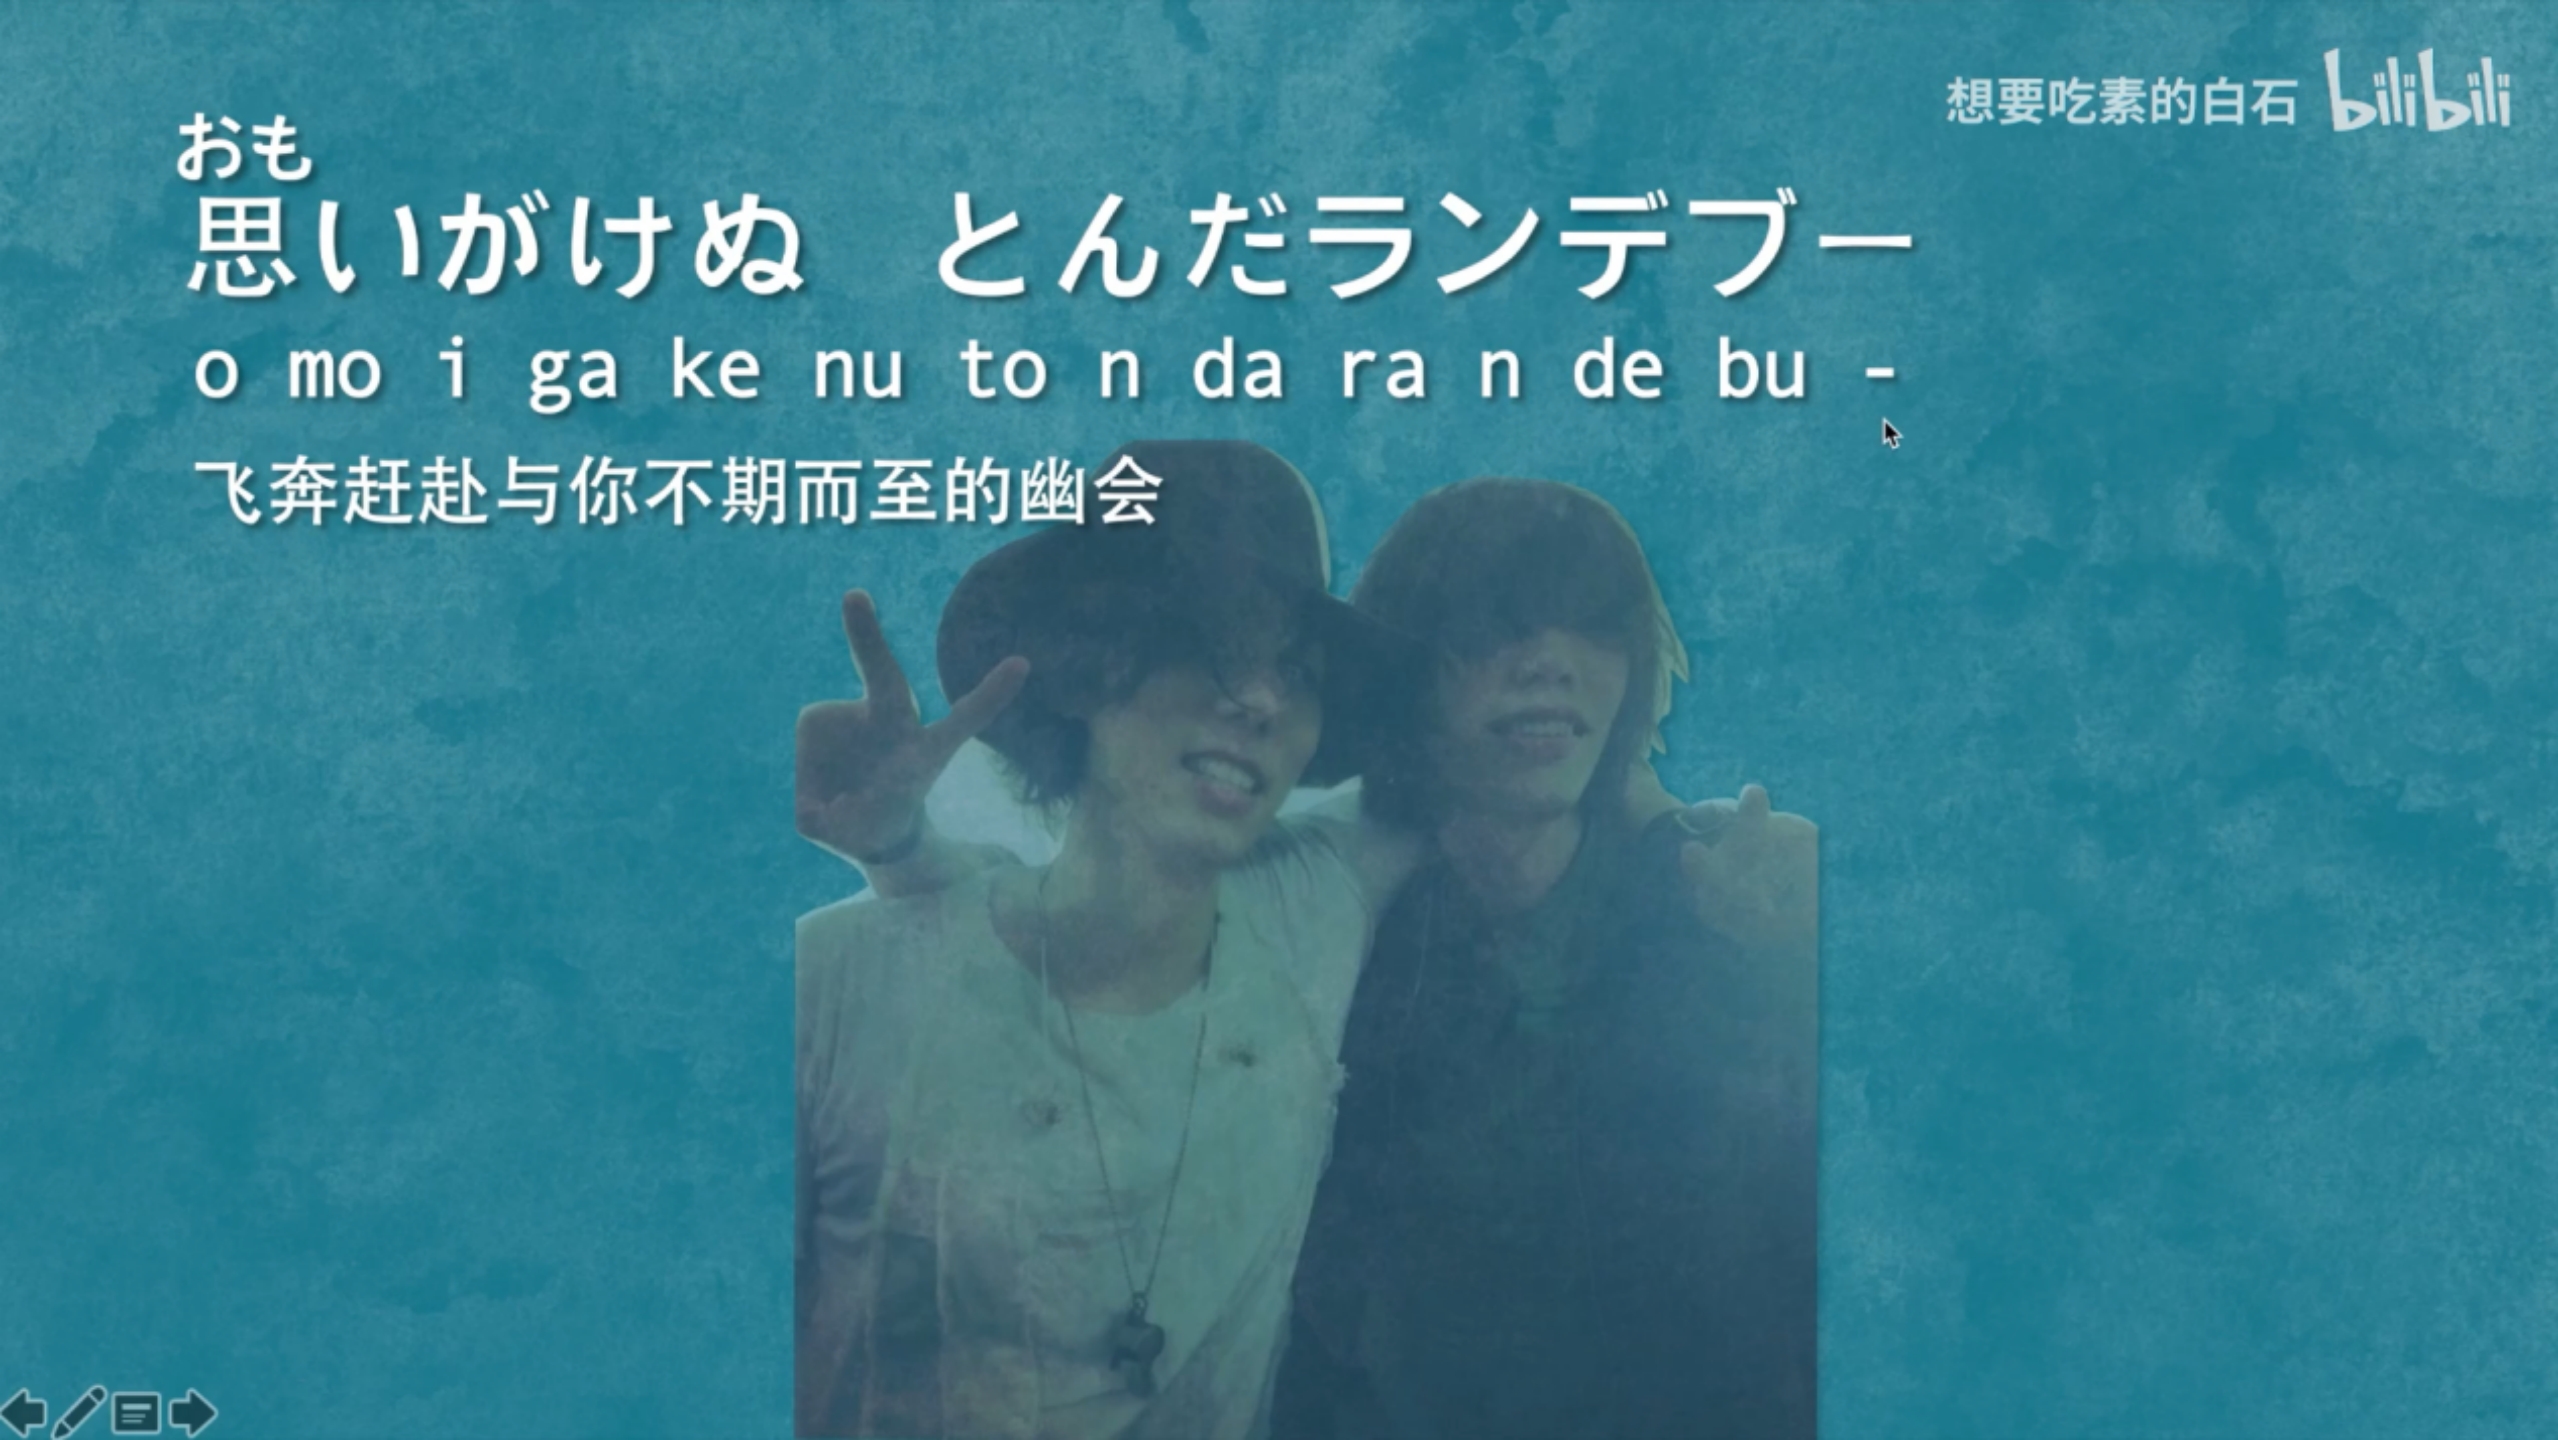 想要吃素的白石 bilibili
おも
思いがけぬ　とんだランデブー
o mo i ga ke nu to n da ra n de bu -
飞奔赶赴与你不期而至的幽会